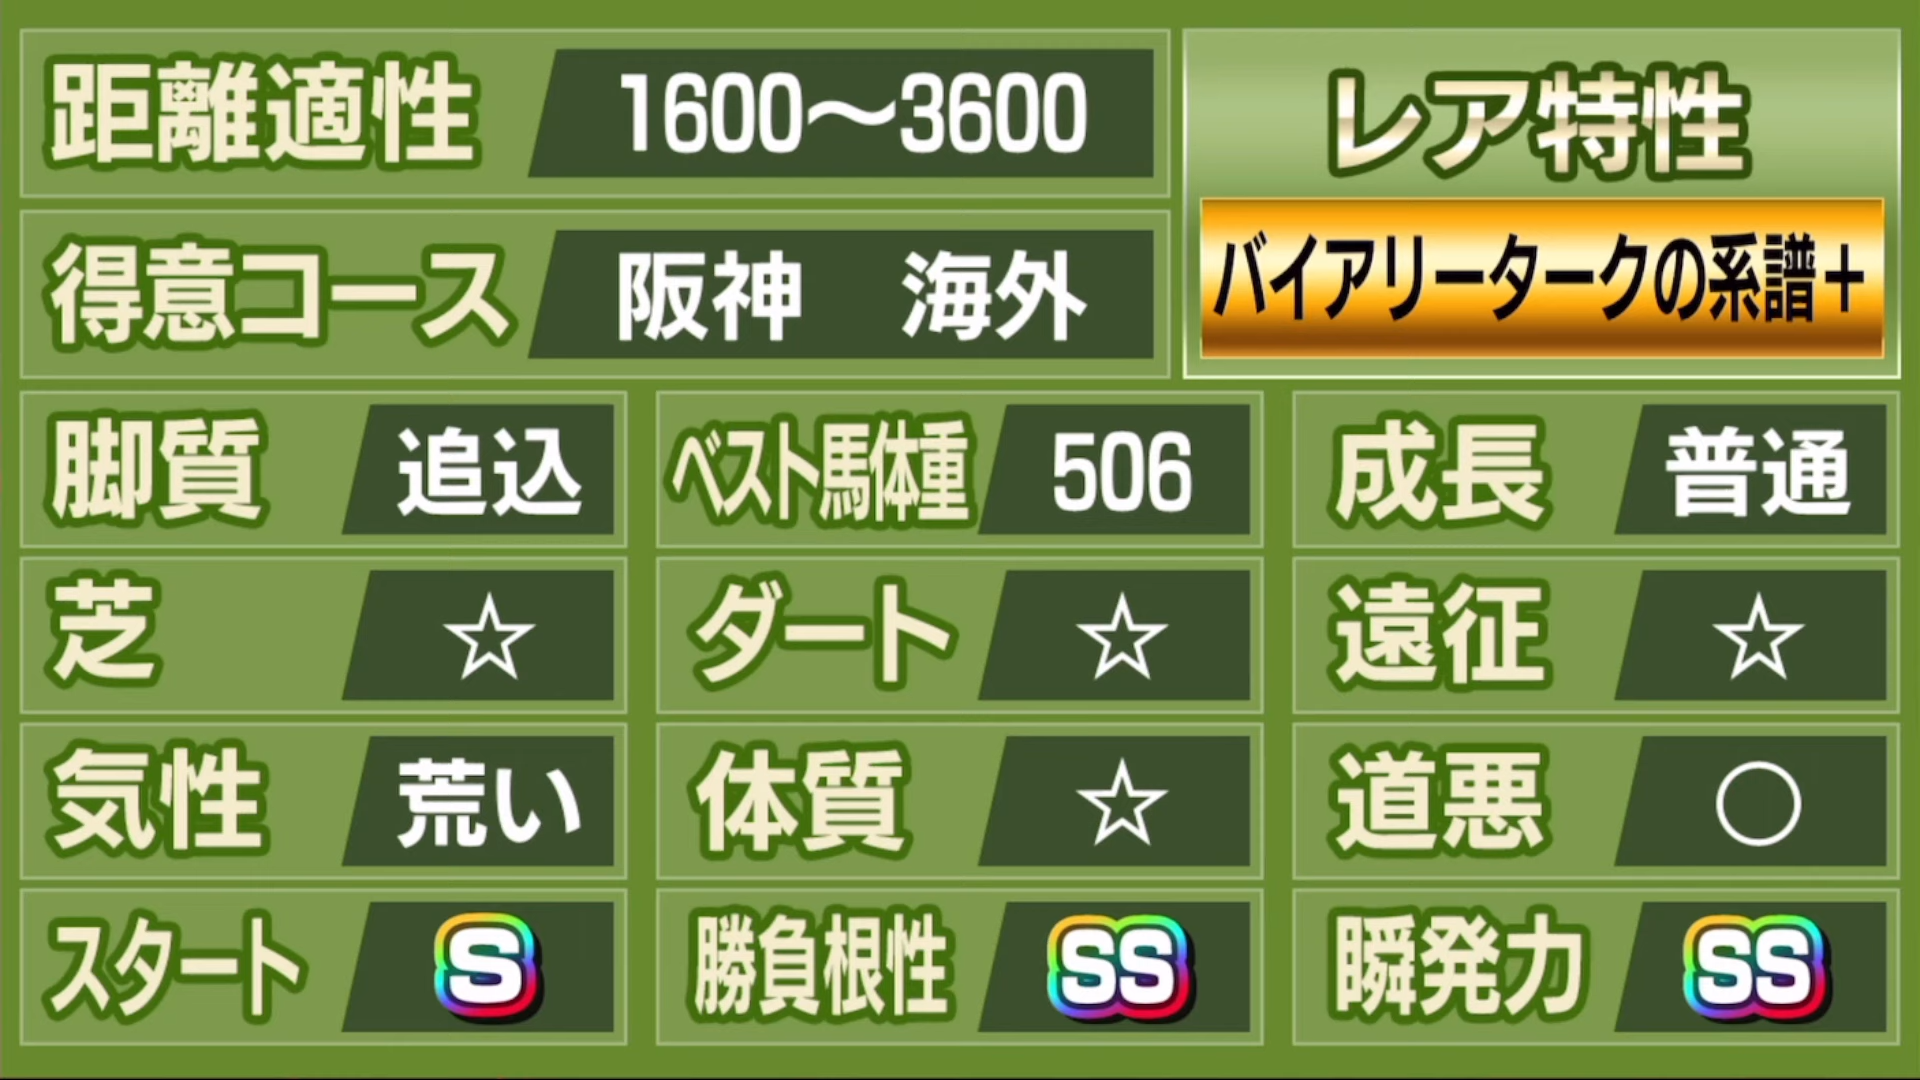 距離適性 1600～3600
レア特性
バイアリータークの系譜＋
得意コース 阪神　海外
脚質 追込 ベスト馬体重 506 成長 普通
芝 ☆ ダート ☆ 遠征 ☆
気性 荒い 体質 ☆ 道悪 ○
スタート S 勝負根性 SS 瞬発力 SS